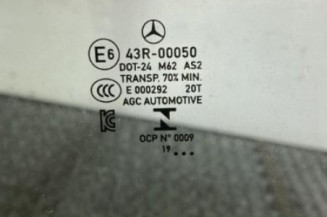 E6 43R-00050
DOT-24 M62 AS2
TRANSP. 70% MIN.
CCC E 000292 20T
AGC AUTOMOTIVE
OCP N° 0009
19 ...